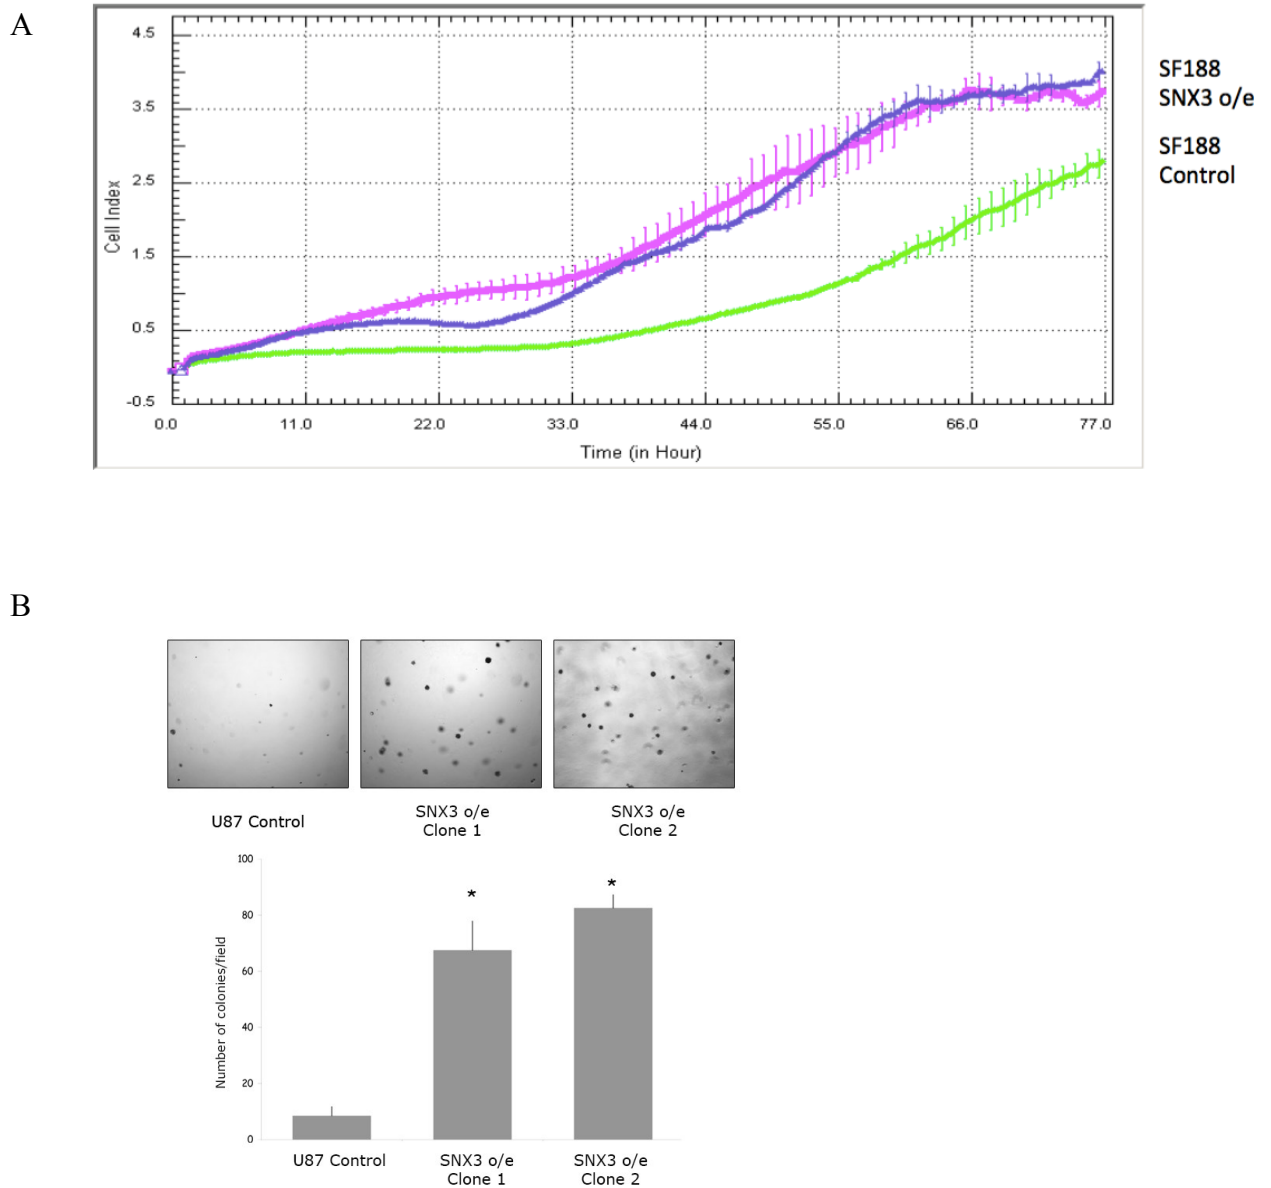 A
4.5
3.5
2.5
1.5
0.5
-0.5
Cell Index
0.0 11.0 22.0 33.0 44.0 55.0 66.0 77.0
Time (in Hour)
SF188
SNX3 o/e
SF188
Control
B
U87 Control
SNX3 o/e
Clone 1
SNX3 o/e
Clone 2
100
80
60
40
20
0
Number of colonies/field
*
*
U87 Control
SNX3 o/e
Clone 1
SNX3 o/e
Clone 2